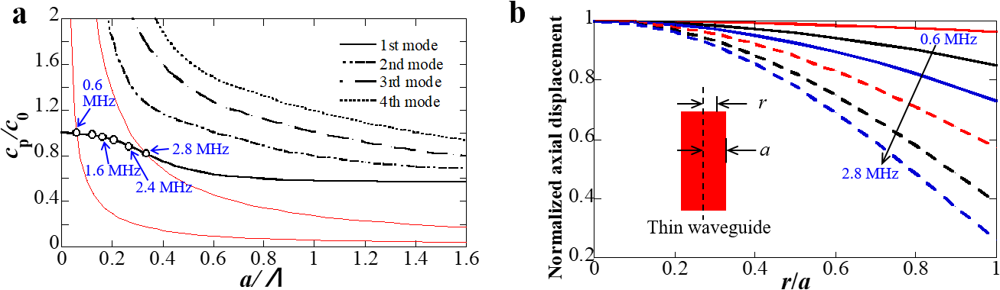 a
2
1.6
1.2
0.8
0.4
0
cp/c0
0 0.2 0.4 0.6 0.8 1 1.2 1.4 1.6
a/Λ
1st mode
2nd mode
3rd mode
4th mode
0.6
MHz
2.8 MHz
1.6 MHz
2.4 MHz
b
1
0.8
0.6
0.4
0.2
Normalized axial displacement
0 0.2 0.4 0.6 0.8 1
r/a
0.6 MHz
2.8 MHz
r
a
Thin waveguide